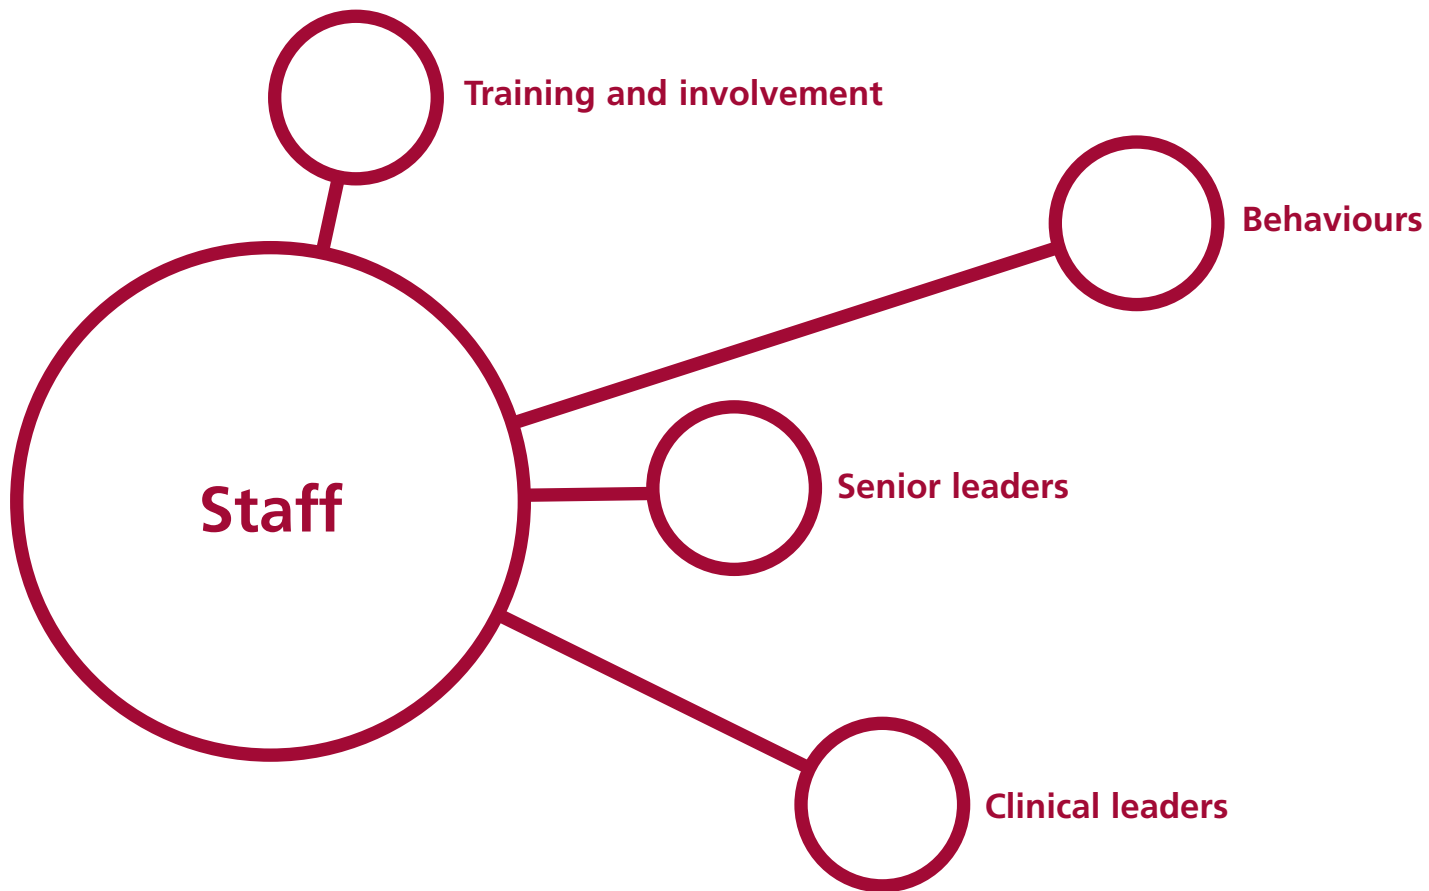 Training and involvement
Behaviours
Senior leaders
Staff
Clinical leaders